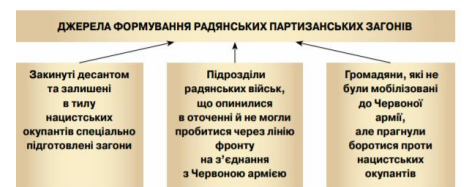 ДЖЕРЕЛА ФОРМУВАННЯ РАДЯНСЬКИХ ПАРТИЗАНСЬКИХ ЗАГОНІВ
Закинуті десантом
та залишені
в тилу
нацистських
окупантів спеціально
підготовлені загони
Підрозділи
радянських військ,
що опинилися
в оточенні й не могли
пробитися через лінію
фронту
на з’єднання
з Червоною армією
Громадяни, які не
були мобілізовані
до Червоної
армії,
але прагнули
боротися проти
нацистських
окупантів